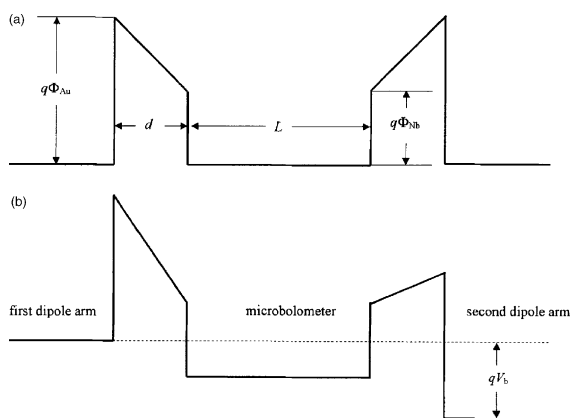 (a)
qΦAu
d
L
qΦNb
(b)
first dipole arm
microbolometer
second dipole arm
qVb